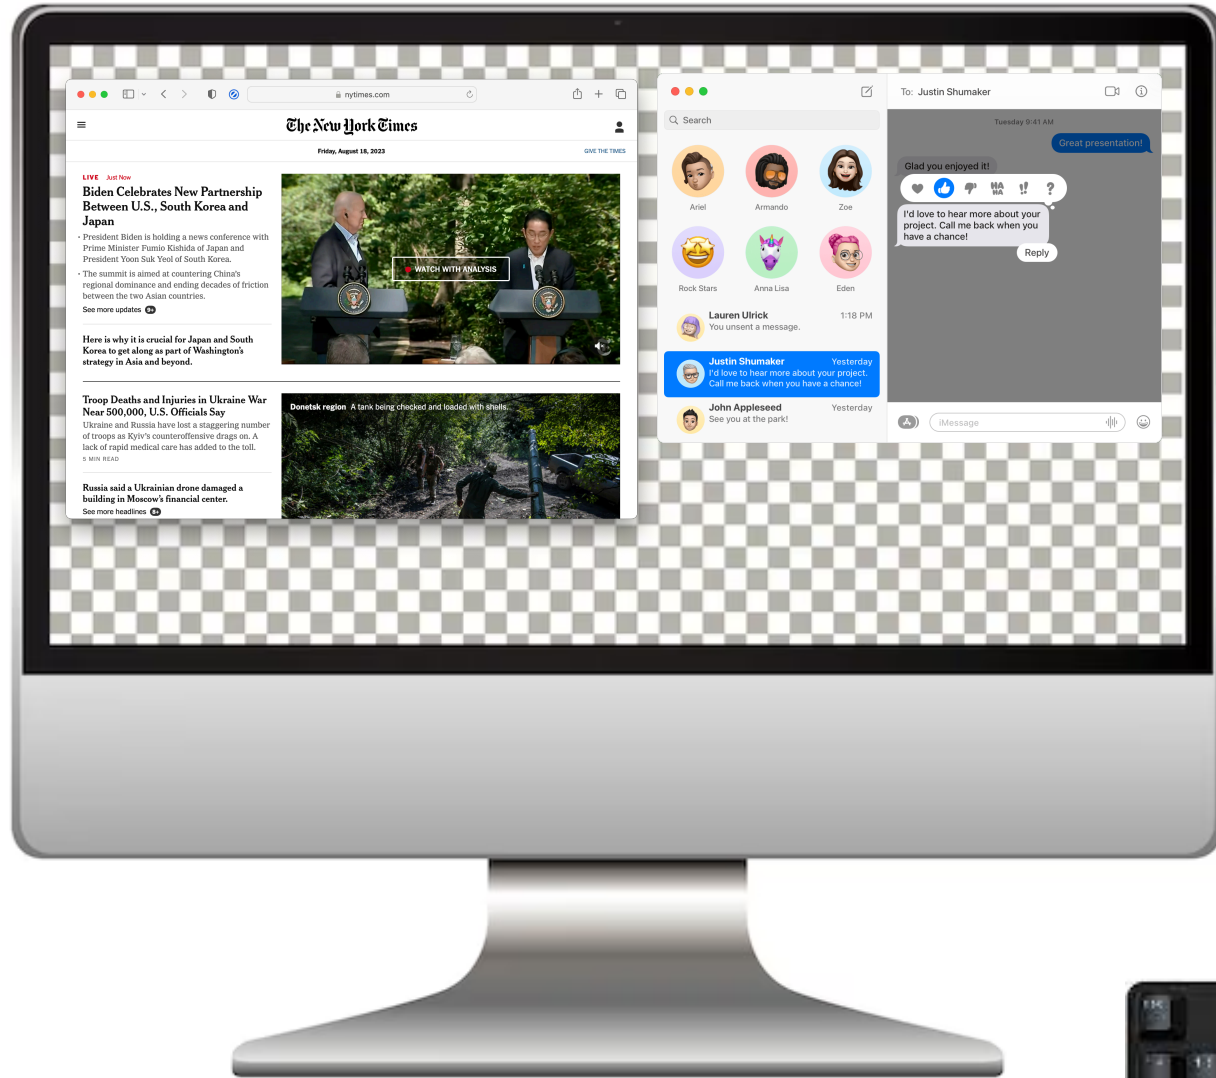 nytimes.com
The New York Times
Friday, August 18, 2023
GIVE THE TIMES
LIVE Just Now
Biden Celebrates New Partnership
Between U.S., South Korea and
Japan
• President Biden is holding a news conference with
Prime Minister Fumio Kishida of Japan and
President Yoon Suk Yeol of South Korea.
• The summit is aimed at countering China's
regional dominance and ending decades of friction
between the two Asian countries.
See more updates 9+
WATCH WITH ANALYSIS
Here is why it is crucial for Japan and South
Korea to get along as part of Washington's
strategy in Asia and beyond.
Troop Deaths and Injuries in Ukraine War
Near 500,000, U.S. Officials Say
Ukraine and Russia have lost a staggering number
of troops as Kyiv's counteroffensive drags on. A
lack of rapid medical care has added to the toll.
5 MIN READ
Donetsk region A tank being checked and loaded with shells.
Russia said a Ukrainian drone damaged a
building in Moscow's financial center.
See more headlines
Search
Ariel
Armando
Zoe
Rock Stars
Anna Lisa
Eden
Lauren Ulrick 1:18 PM
You unsent a message.
Justin Shumaker Yesterday
I'd love to hear more about your project.
Call me back when you have a chance!
John Appleseed Yesterday
See you at the park!
To: Justin Shumaker
Tuesday 9:41 AM
Great presentation!
Glad you enjoyed it!
HA
HA
!!
?
I'd love to hear more about your
project. Call me back when you
have a chance!
Reply
iMessage